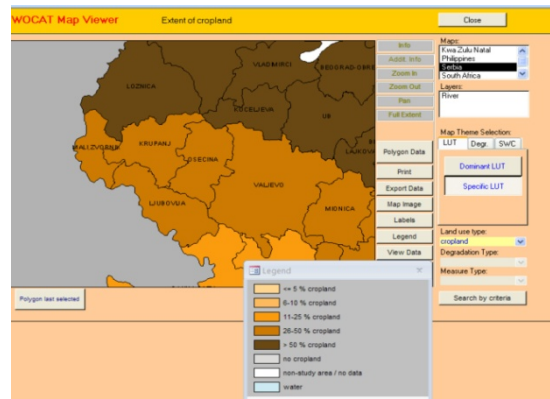 WOCAT Map Viewer
Extent of cropland
Close
Info
Addit. Info
Zoom In
Zoom Out
Pan
Full Extent
Polygon Data
Print
Export Data
Map Image
Labels
Legend
View Data
Maps:
Kwa Zulu Natal
Philippines
Serbia
South Africa
Layers:
River
Map Theme Selection:
LUT Degr. SWC
Dominant LUT
Specific LUT
Land use type:
cropland
Degradation Type:
Measure Type:
Search by criteria
VLADIMIRCI
BEOGRAD-OBRE
LOZNICA
KOCELJEVA
UB
LAJKOV
MALI ZVORNIK
KRUPANJ
OSECINA
VALJEVO
LJUBOVIJA
MIONICA
Polygon last selected
Legend
<= 5 % cropland
6-10 % cropland
11-25 % cropland
26-50 % cropland
> 50 % cropland
no cropland
non-study area / no data
water